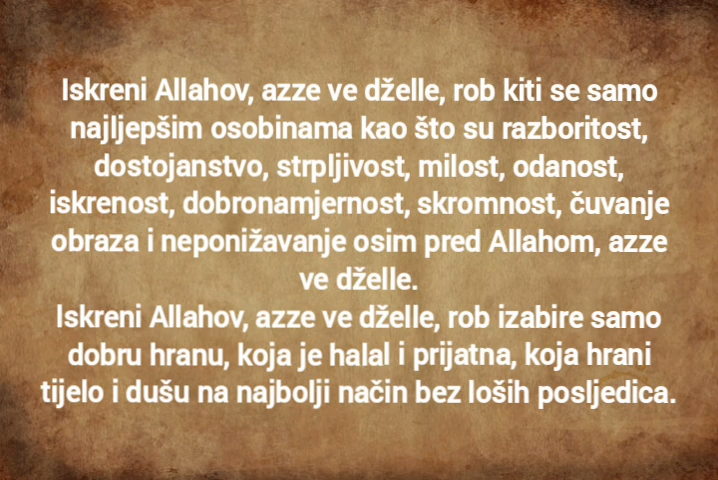 Iskreni Allahov, azze ve dželle, rob kiti se samo
najljepšim osobinama kao što su razboritost,
dostojanstvo, strpljivost, milost, odanost,
iskrenost, dobronamjernost, skromnost, čuvanje
obraza i neponižavanje osim pred Allahom, azze
ve dželle.
Iskreni Allahov, azze ve dželle, rob izabire samo
dobru hranu, koja je halal i prijatna, koja hrani
tijelo i dušu na najbolji način bez loših posljedica.